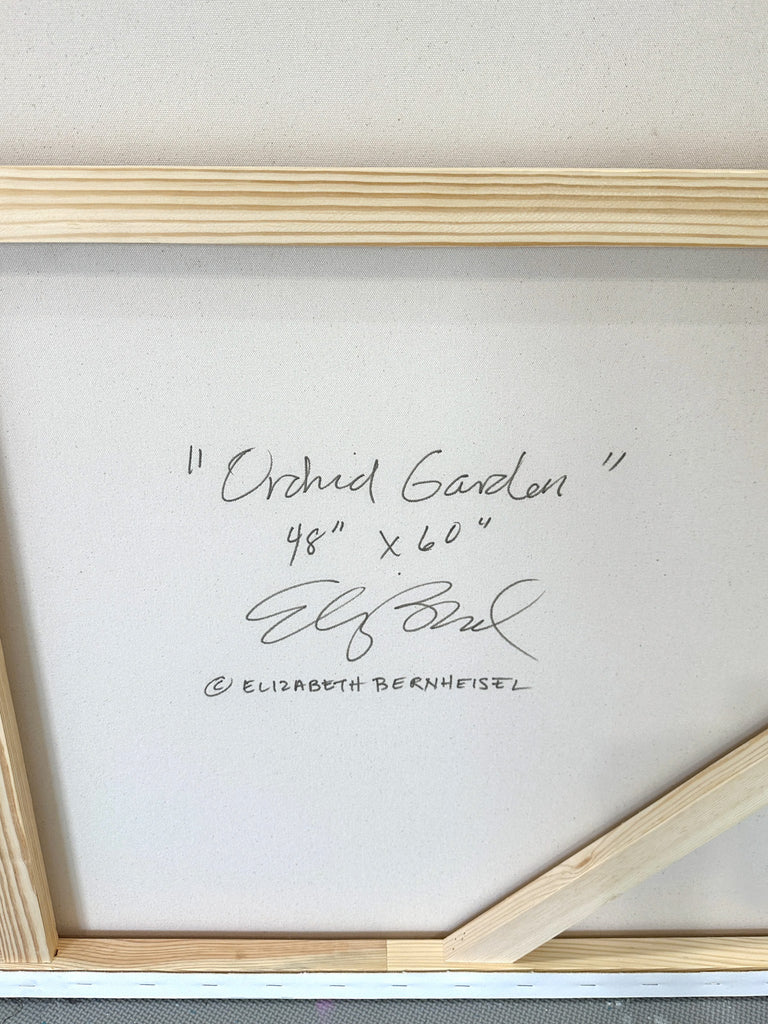 "Orchid Garden"
48" x 60"
© ELIZABETH BERNHEISEL